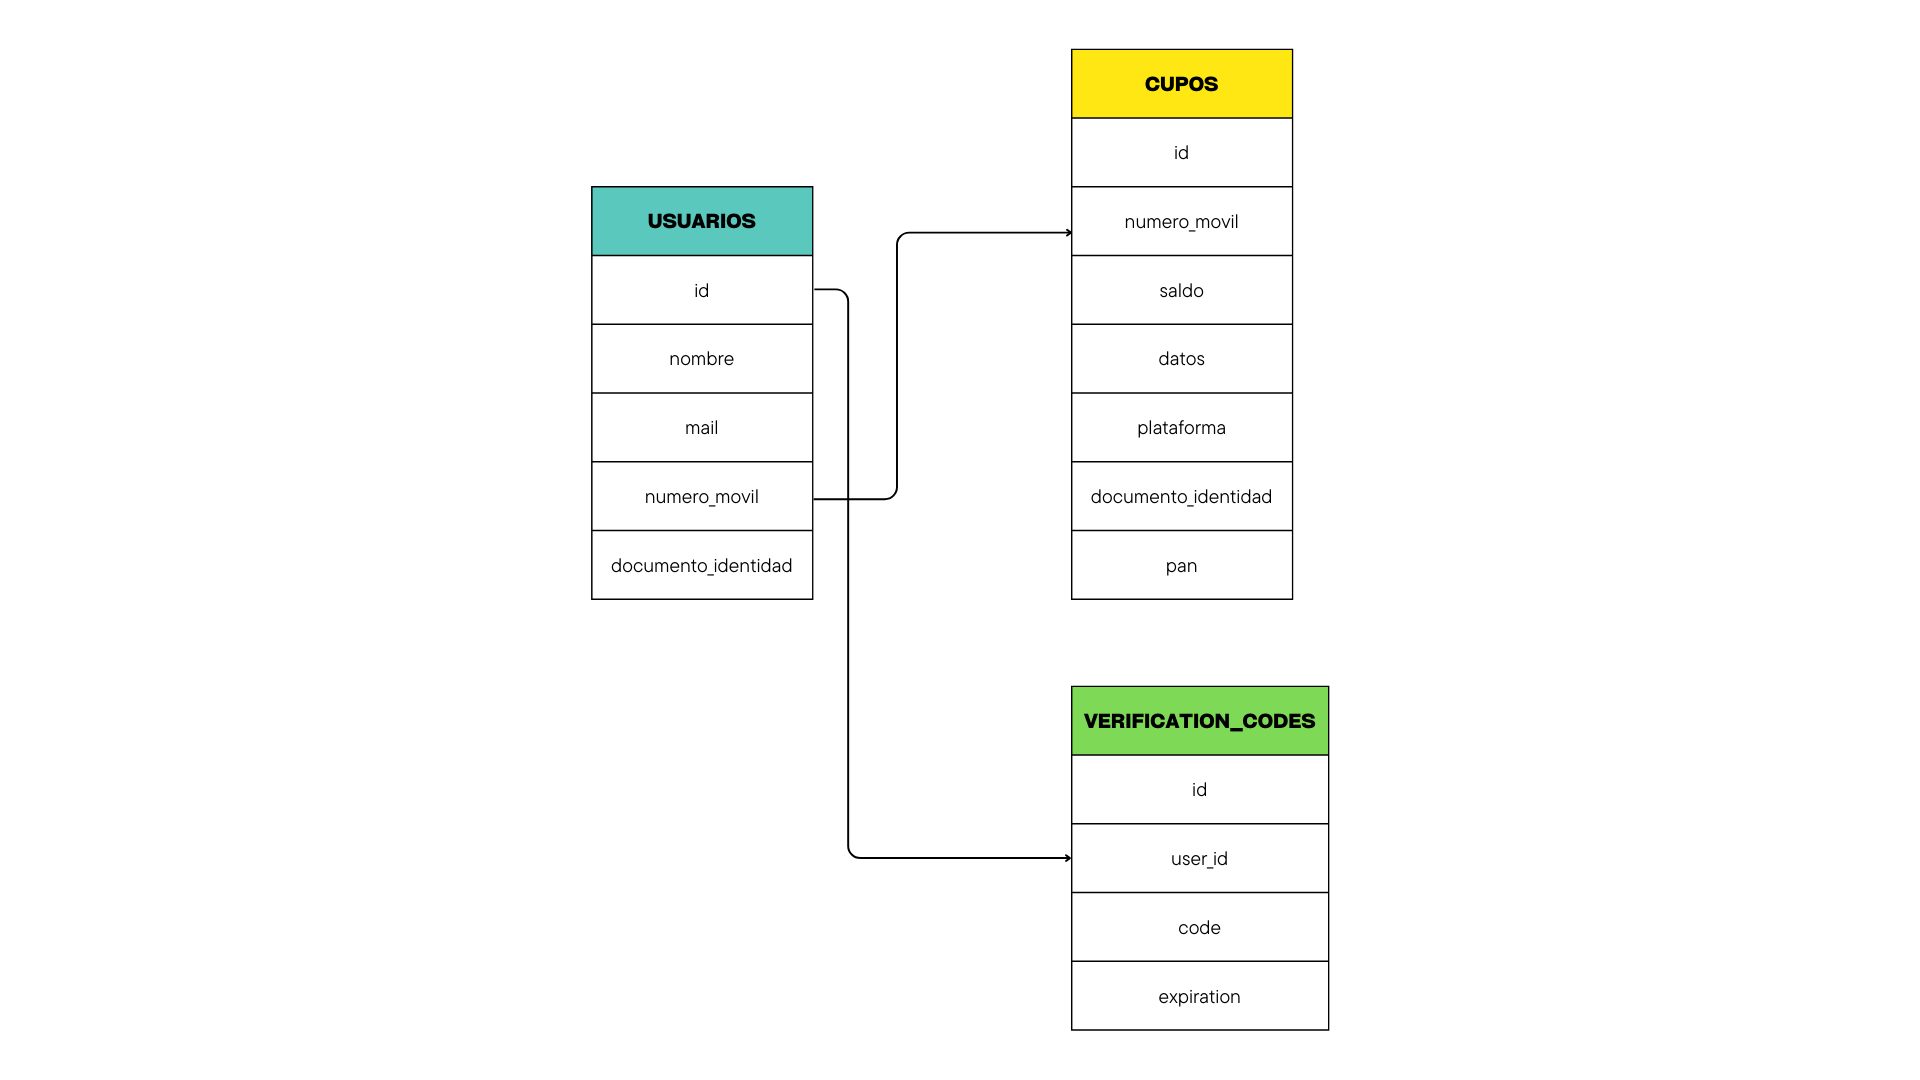 USUARIOS
id
nombre
mail
numero_movil
documento_identidad
CUPOS
id
numero_movil
saldo
datos
plataforma
documento_identidad
pan
VERIFICATION_CODES
id
user_id
code
expiration